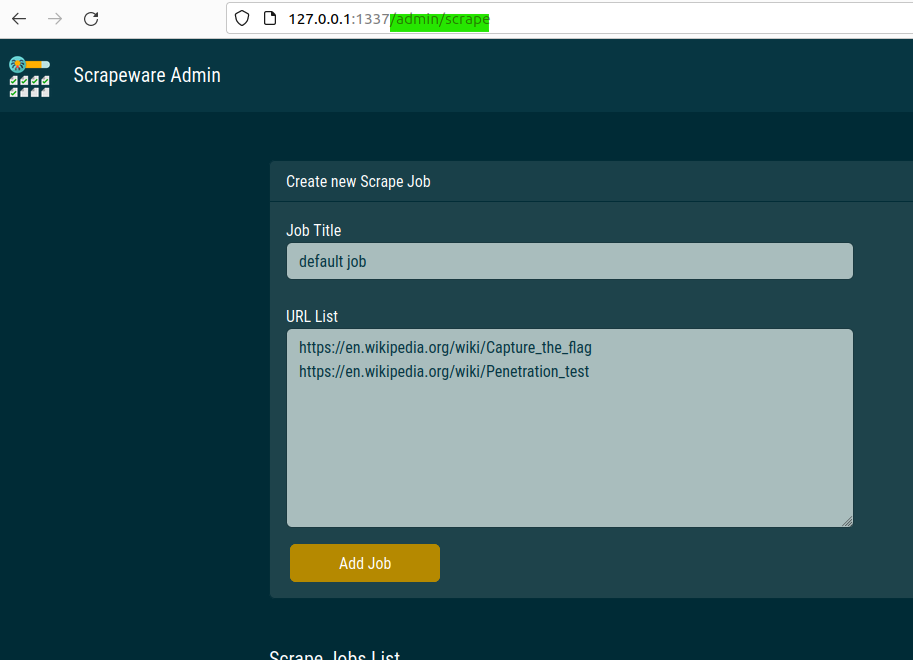 127.0.0.1:1337/admin/scrape
Scrapeware Admin
Create new Scrape Job
Job Title
default job
URL List
https://en.wikipedia.org/wiki/Capture_the_flag
https://en.wikipedia.org/wiki/Penetration_test
Add Job
Scrape Jobs List